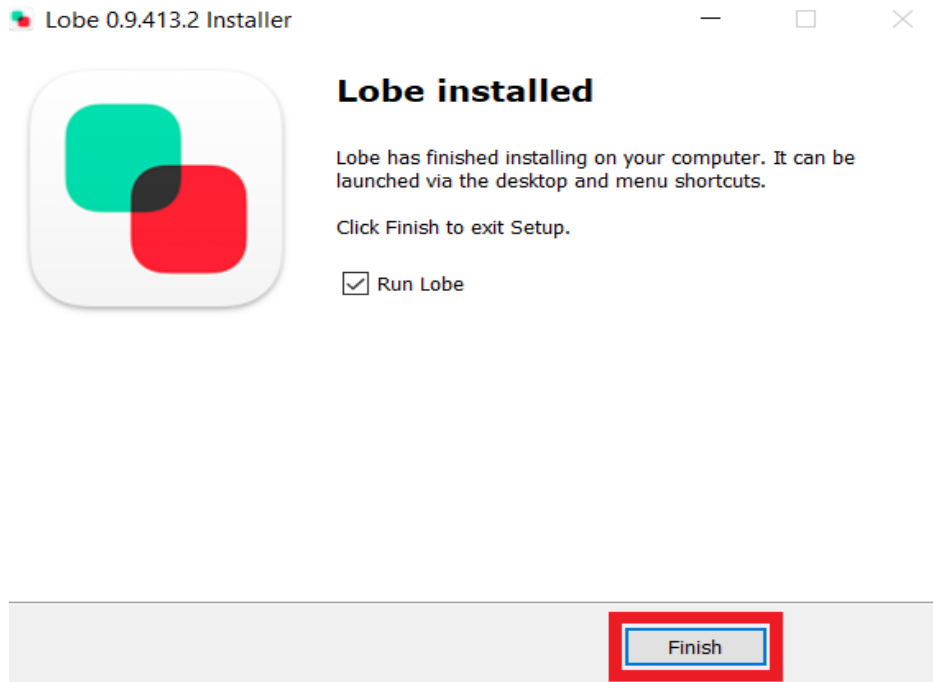 Lobe 0.9.413.2 Installer
Lobe installed
Lobe has finished installing on your computer. It can be
launched via the desktop and menu shortcuts.
Click Finish to exit Setup.
Run Lobe
Finish